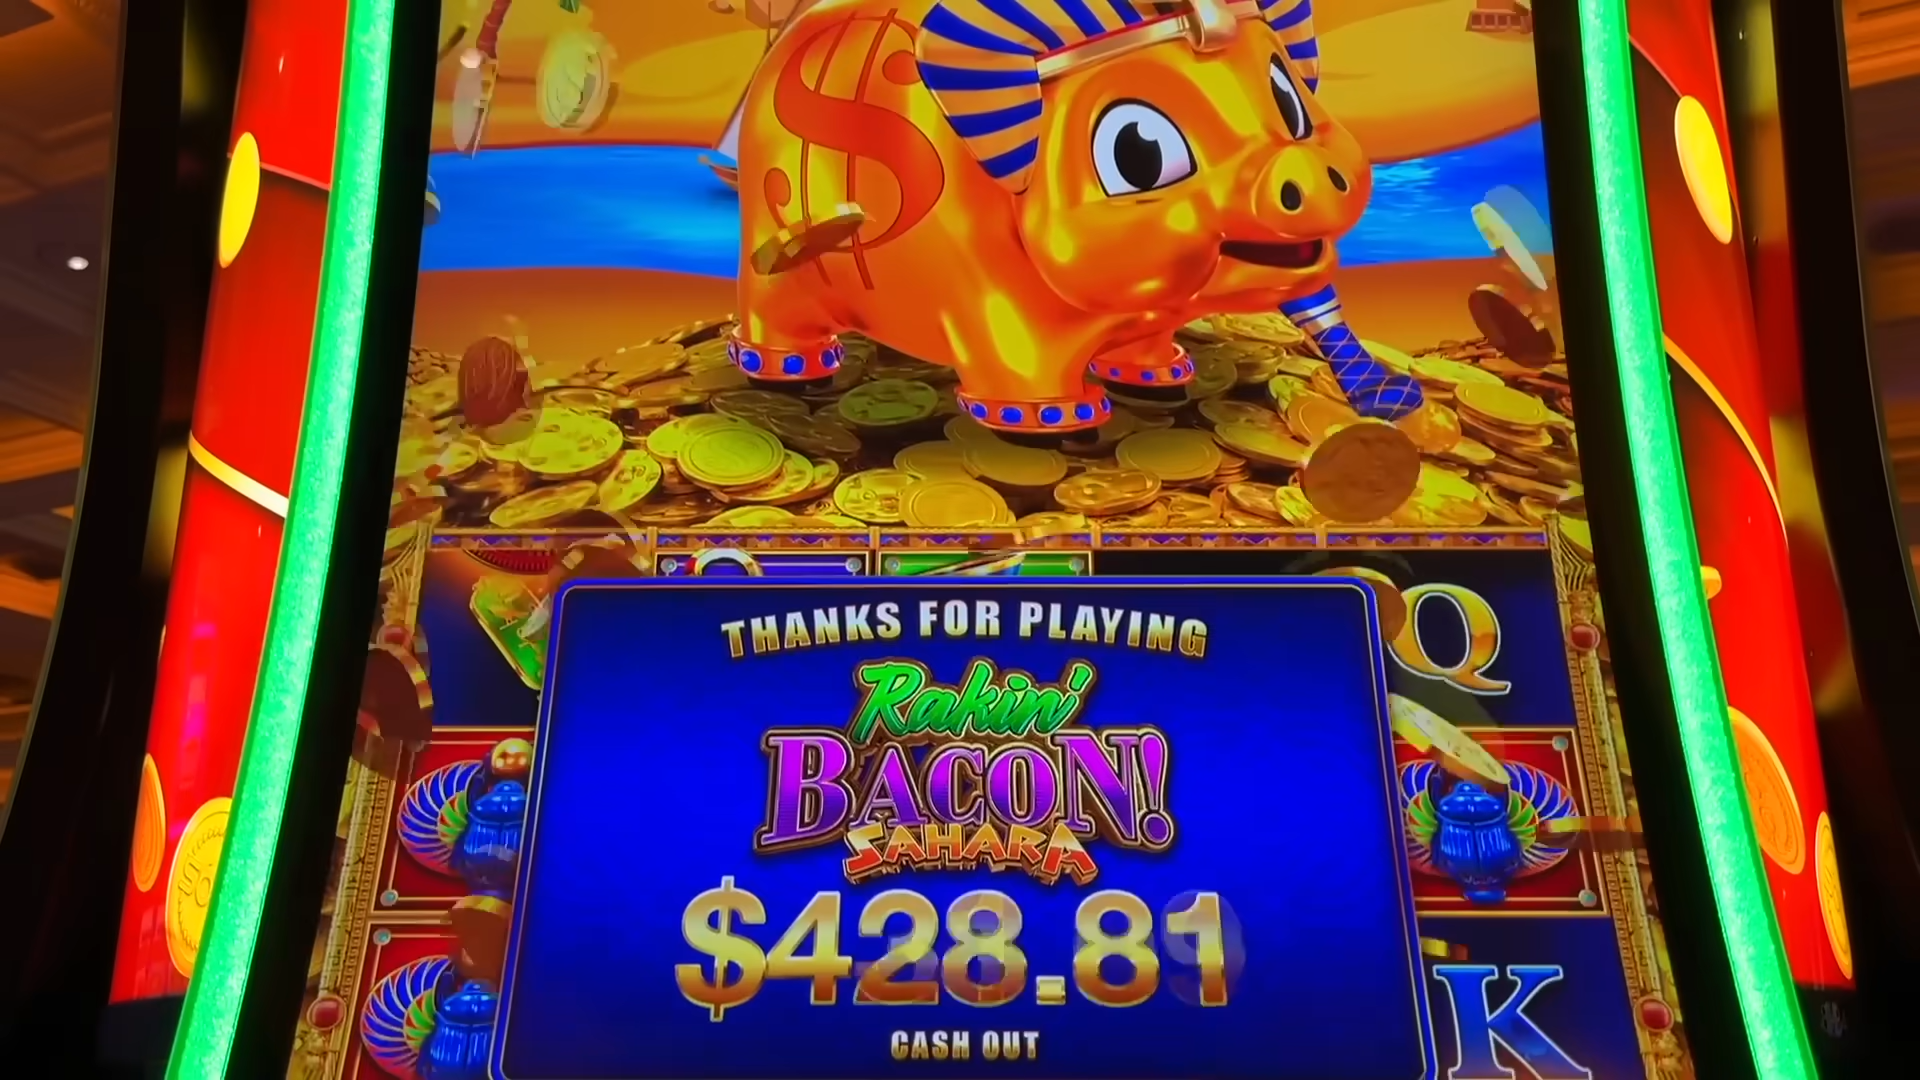 $
THANKS FOR PLAYING
Rakin'
BACON!
SAHARA
$428.81
CASH OUT
Q
K